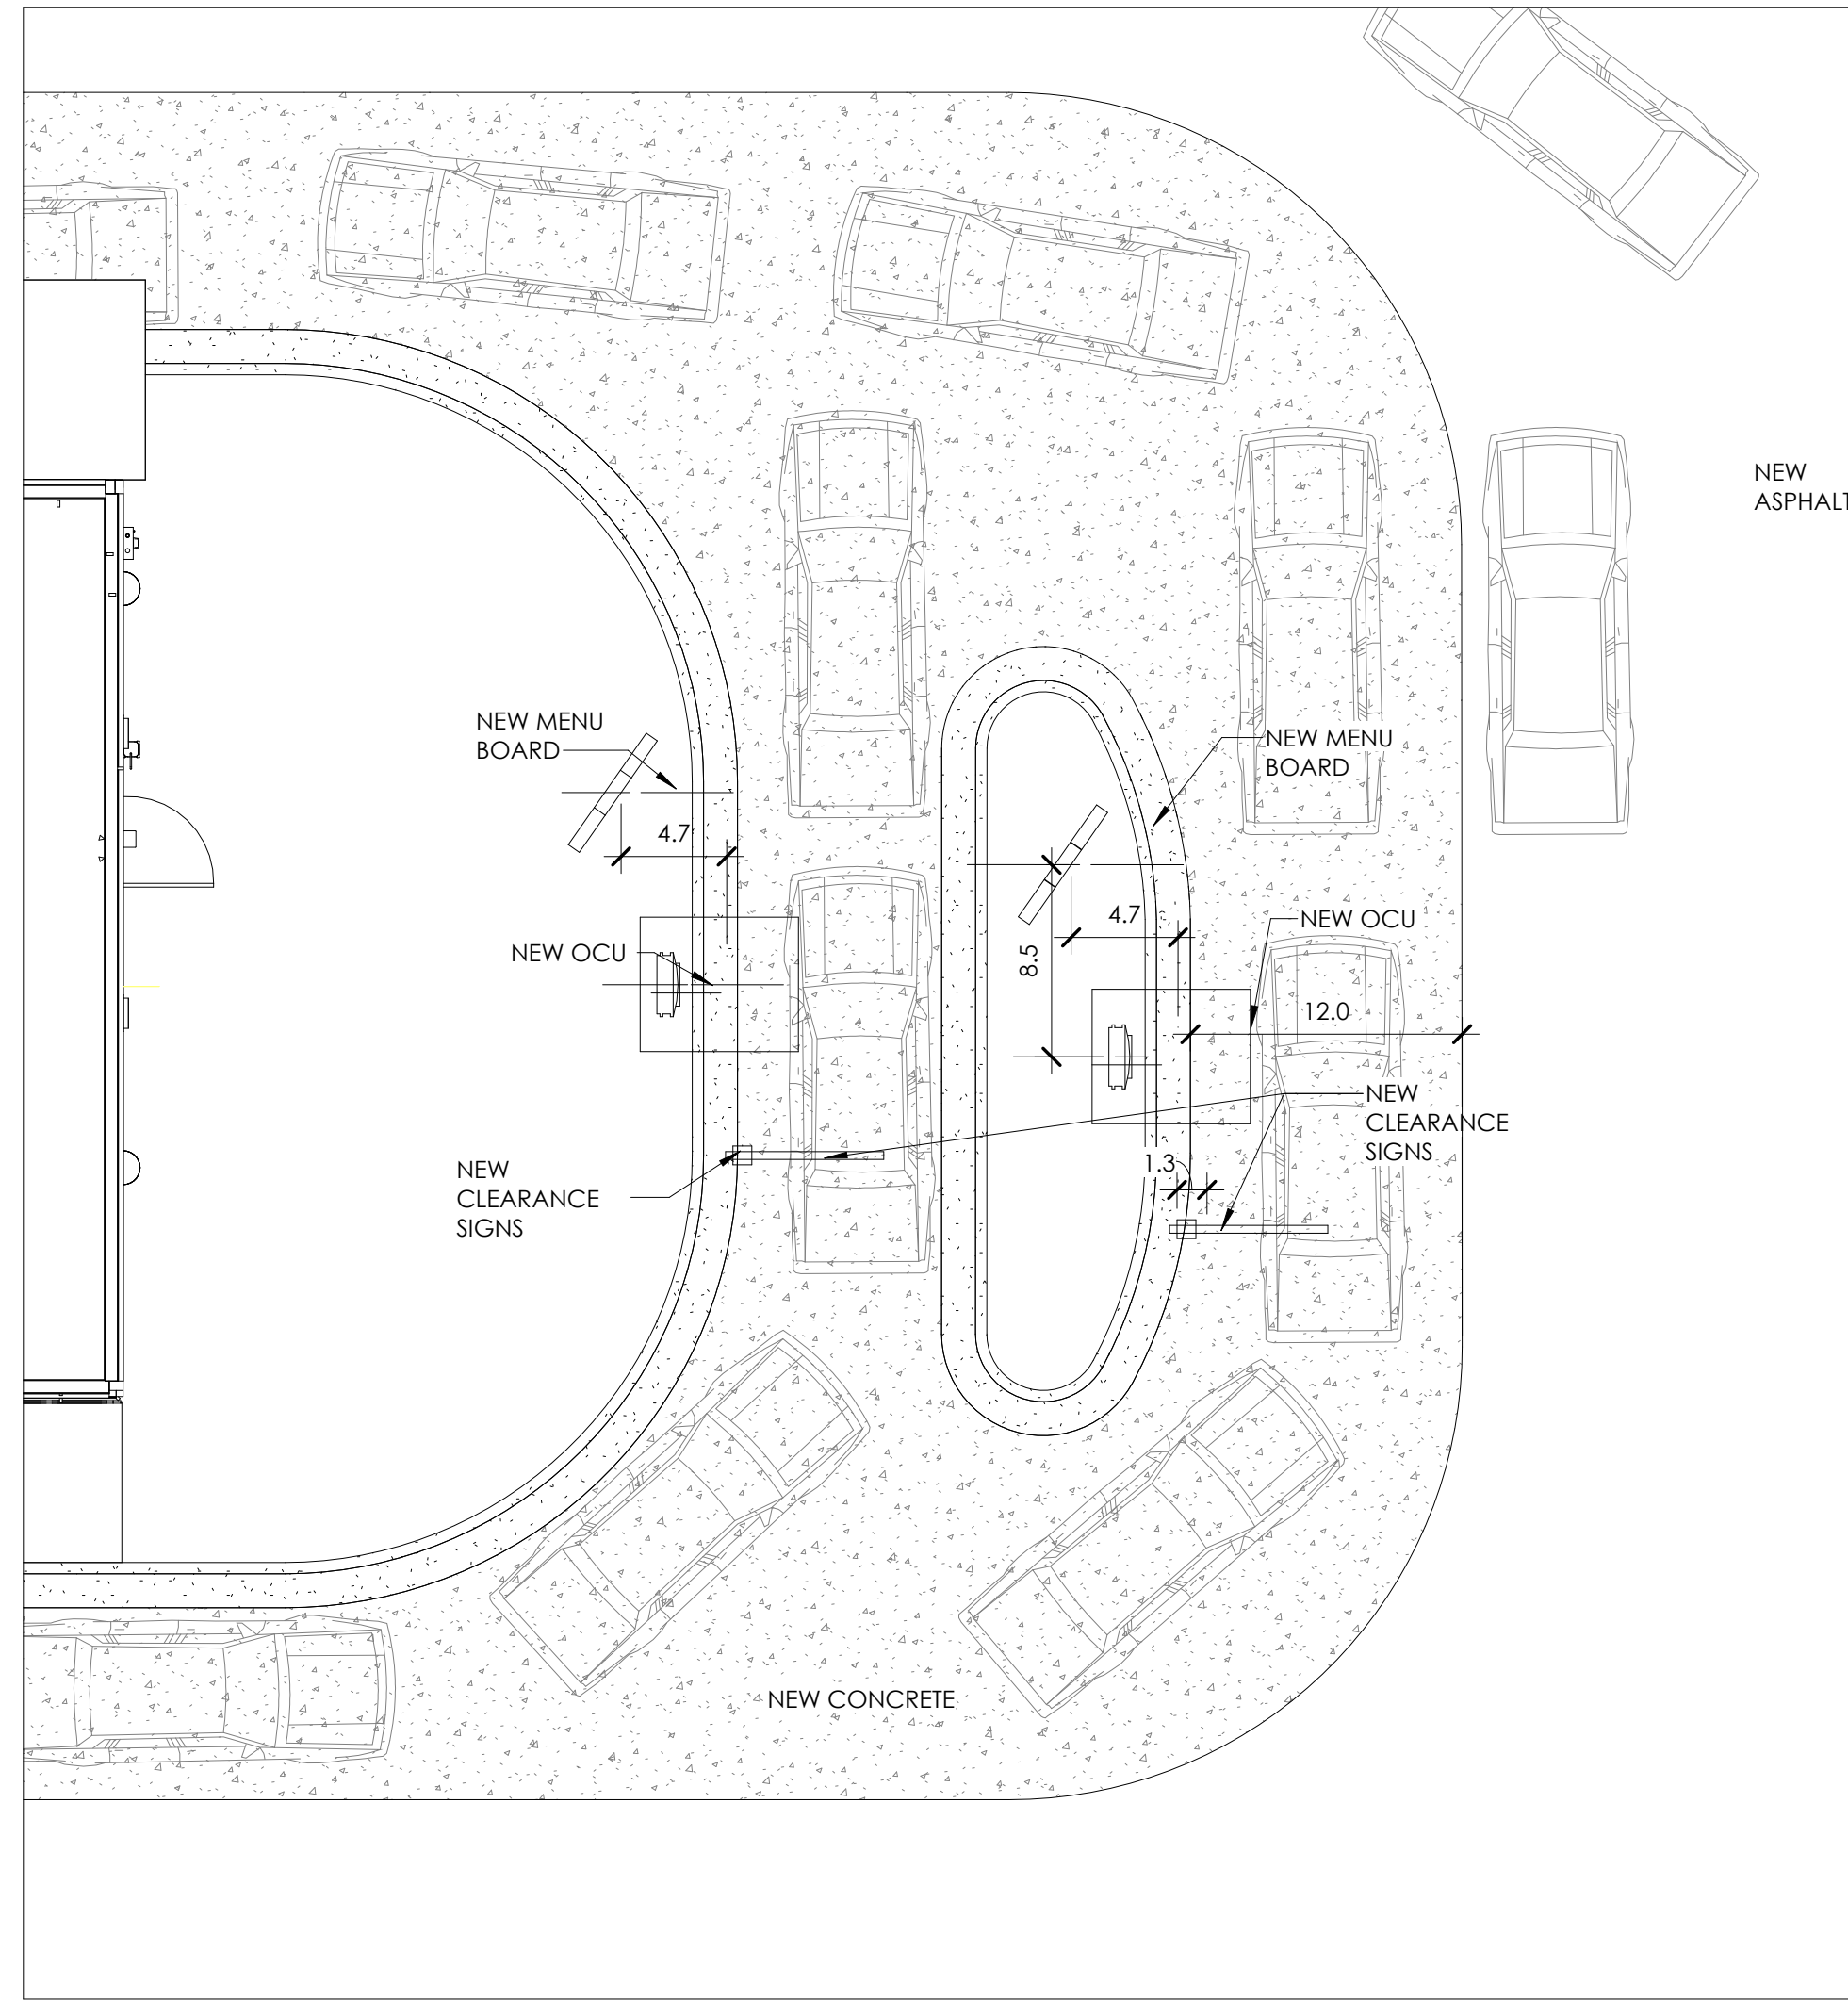 NEW
ASPHALT
NEW MENU
BOARD
NEW MENU
BOARD
4.7
4.7
NEW OCU
NEW OCU
8.5
12.0
NEW
CLEARANCE
SIGNS
1.3
NEW
CLEARANCE
SIGNS
NEW CONCRETE